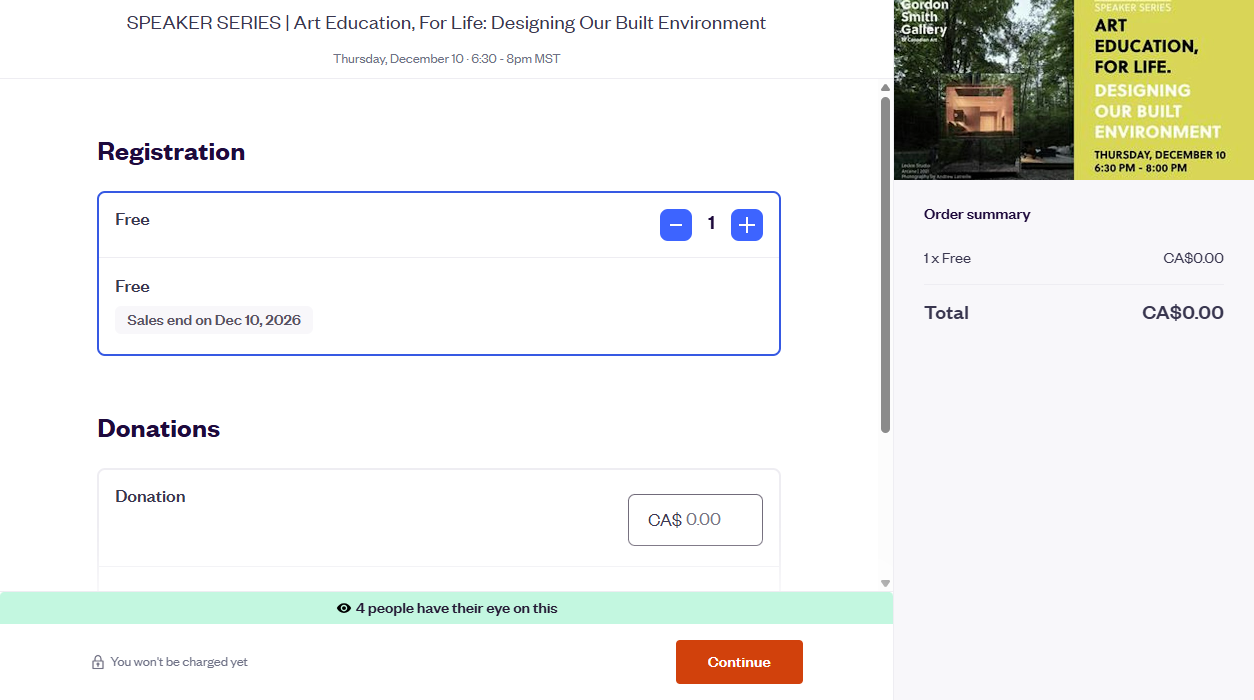 SPEAKER SERIES | Art Education, For Life: Designing Our Built Environment
Thursday, December 10 · 6:30 - 8pm MST
Registration
Free
1
Free
Sales end on Dec 10, 2026
Donations
Donation
CA$ 0.00
4 people have their eye on this
You won't be charged yet
Continue
Gordon
Smith
Gallery
of Canadian Art
SPEAKER SERIES
ART
EDUCATION,
FOR LIFE.
DESIGNING
OUR BUILT
ENVIRONMENT
THURSDAY, DECEMBER 10
6:30 PM - 8:00 PM
Order summary
1 x Free CA$0.00
Total CA$0.00